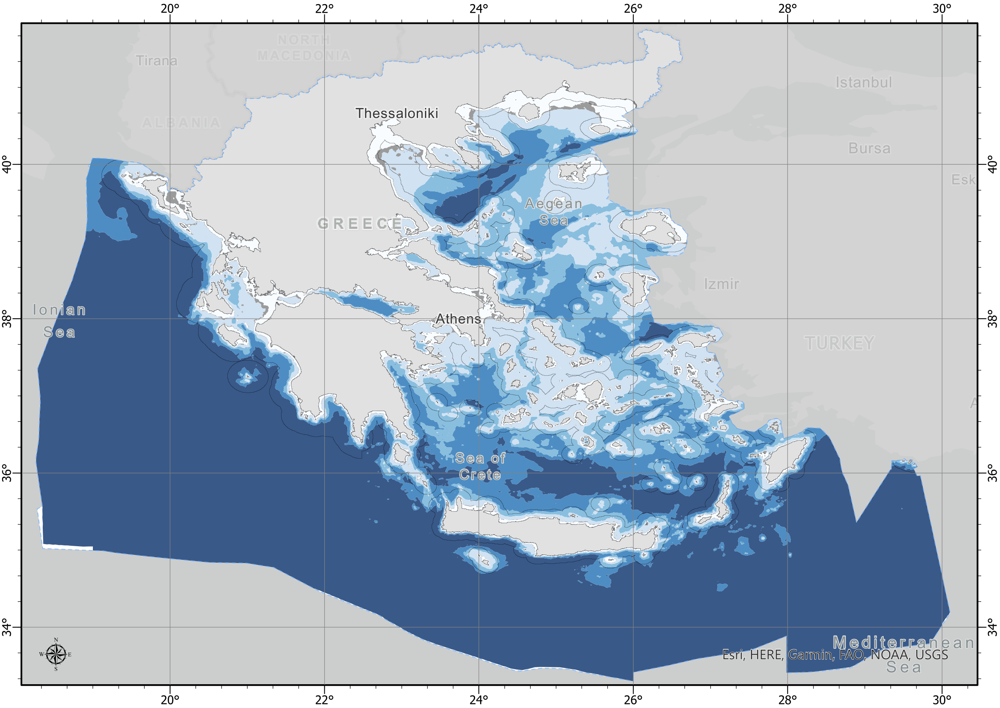 20° 22° 24° 26° 28° 30°
NORTH
MACEDONIA
Tirana
Istanbul
Thessaloniki
ALBANIA
Bursa
40° 40°
Esk
Aegean
Sea
GREECE
Izmir
Ionian
Sea
38° 38°
Athens
TURKEY
A
Sea of
Crete
36° 36°
34° 34°
Mediterranean
Sea
Esri, HERE, Garmin, FAO, NOAA, USGS
N
W E
S
20° 22° 24° 26° 28° 30°